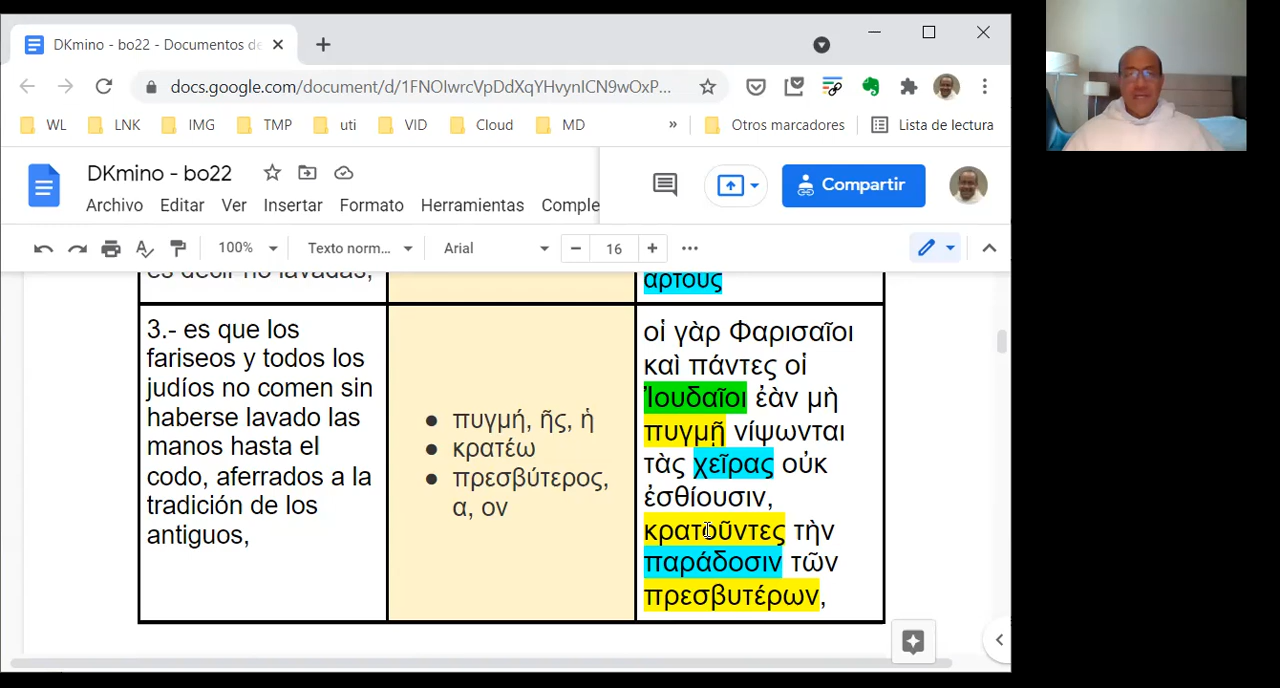 DKmino - bo22 - Documentos de
docs.google.com/document/d/1FNOIwrcVpDdXqYHvynICN9wOxP...
WL LNK IMG TMP uti VID Cloud MD » Otros marcadores Lista de lectura
DKmino - bo22
Archivo Editar Ver Insertar Formato Herramientas Comple
Compartir
100% Texto norm... Arial 16
es decir no lavadas,
ἄρτους
3.- es que los
fariseos y todos los
judíos no comen sin
haberse lavado las
manos hasta el
codo, aferrados a la
tradición de los
antiguos,
● πυγμή, ῆς, ἡ
● κρατέω
● πρεσβύτερος,
α, ον
οἱ γὰρ Φαρισαῖοι
καὶ πάντες οἱ
Ἰουδαῖοι ἐὰν μὴ
πυγμῇ νίψωνται
τὰς χεῖρας οὐκ
ἐσθίουσιν,
κρατοῦντες τὴν
παράδοσιν τῶν
πρεσβυτέρων,